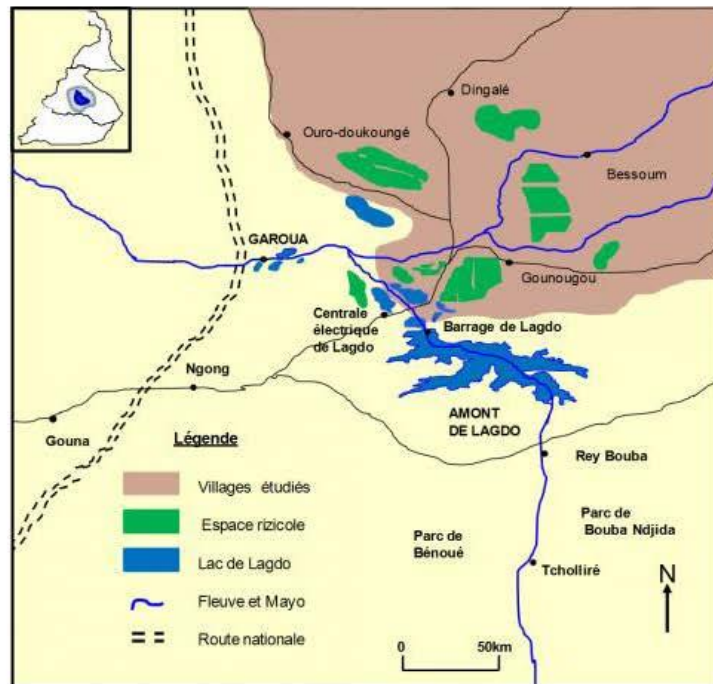 Dingalé
Ouro-doukoungé
Bessoum
GAROUA
Gounougou
Centrale
électrique
de Lagdo
Barrage de Lagdo
Ngong
Gouna
AMONT
DE LAGDO
Rey Bouba
Parc de
Bouba Ndjida
Parc de
Bénoué
Tcholliré
Légende
Villages étudiés
Espace rizicole
Lac de Lagdo
Fleuve et Mayo
Route nationale
N
0 50km